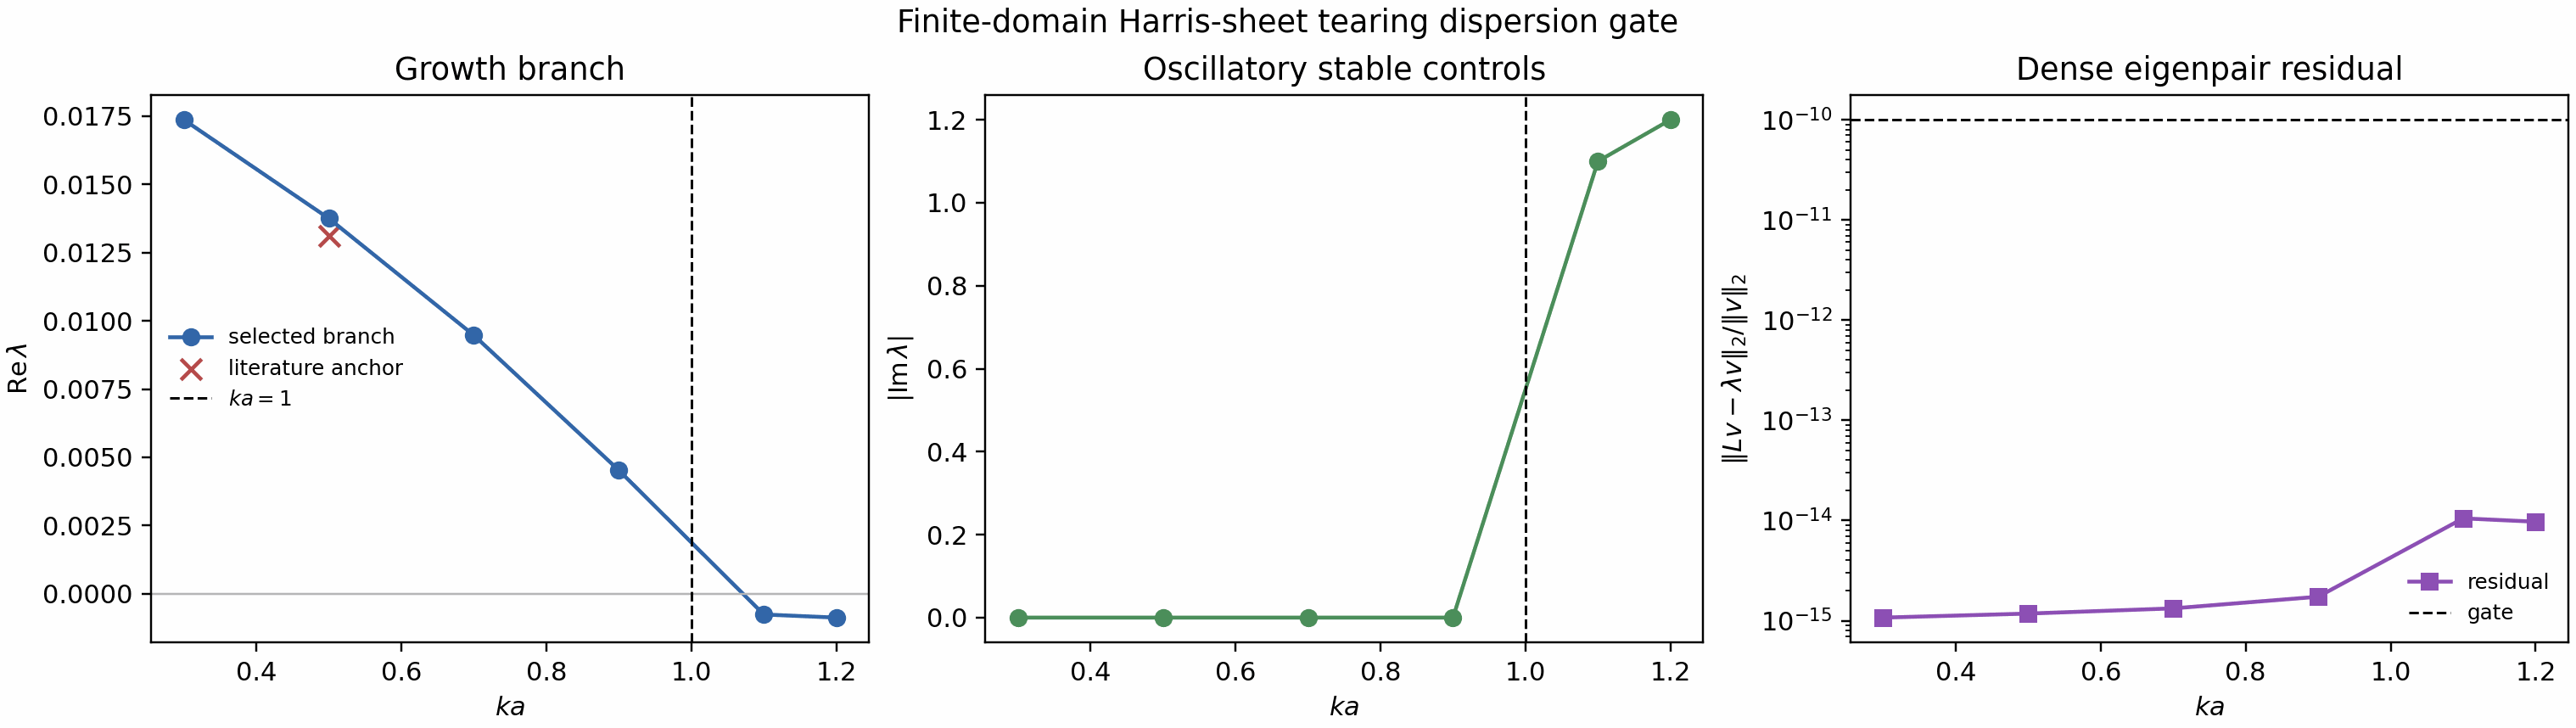 Finite-domain Harris-sheet tearing dispersion gate
Growth branch
Re λ
0.0175
0.0150
0.0125
0.0100
0.0075
0.0050
0.0025
0.0000
selected branch
literature anchor
ka = 1
0.4 0.6 0.8 1.0 1.2
ka
Oscillatory stable controls
|Im λ|
1.2
1.0
0.8
0.6
0.4
0.2
0.0
0.4 0.6 0.8 1.0 1.2
ka
Dense eigenpair residual
‖Lv − λv‖₂/‖v‖₂
10⁻¹⁰
10⁻¹¹
10⁻¹²
10⁻¹³
10⁻¹⁴
10⁻¹⁵
residual
gate
0.4 0.6 0.8 1.0 1.2
ka